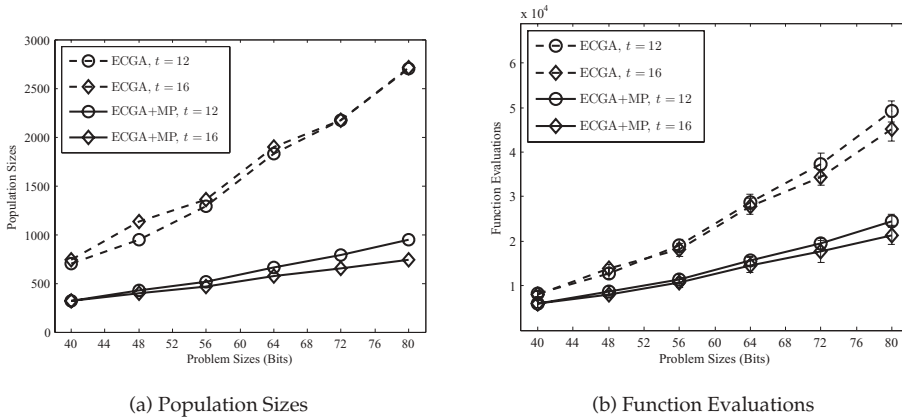 3000
2500
2000
1500
1000
500
0
Population Sizes
ECGA, t = 12
ECGA, t = 16
ECGA+MP, t = 12
ECGA+MP, t = 16
40 44 48 52 56 60 64 68 72 76 80
Problem Sizes (Bits)
(a) Population Sizes
x 10^4
6
5
4
3
2
1
Function Evaluations
ECGA, t = 12
ECGA, t = 16
ECGA+MP, t = 12
ECGA+MP, t = 16
40 44 48 52 56 60 64 68 72 76 80
Problem Sizes (Bits)
(b) Function Evaluations